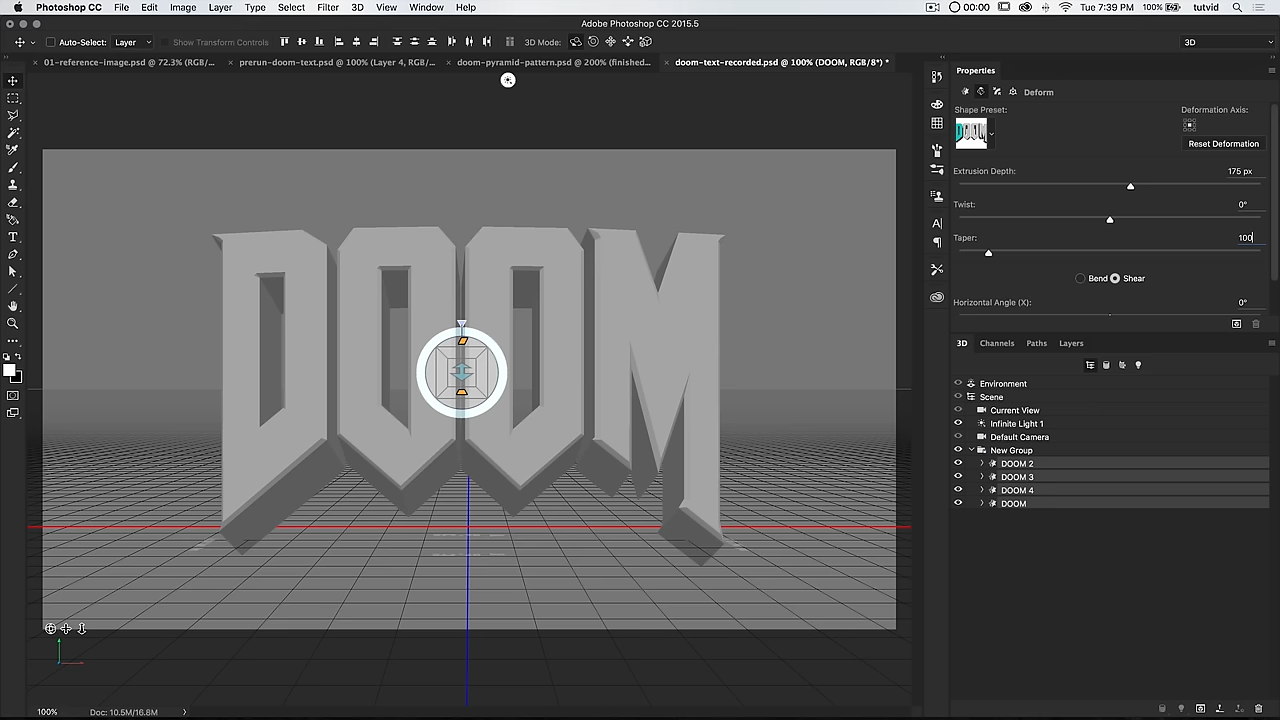 Photoshop CC File Edit Image Layer Type Select Filter 3D View Window Help 00:00 Tue 7:39 PM 100% tutvid
Adobe Photoshop CC 2015.5
Auto-Select: Layer Show Transform Controls 3D Mode: 3D
× 01-reference-image.psd @ 72.3% (RGB/... × prerun-doom-text.psd @ 100% (Layer 4, RGB/... × doom-pyramid-pattern.psd @ 200% (finished... × doom-text-recorded.psd @ 100% (DOOM, RGB/8*) *
Properties
Deform
Shape Preset: Deformation Axis:
DOOM
Reset Deformation
Extrusion Depth: 175 px
Twist: 0°
Taper: 100
Bend Shear
Horizontal Angle (X): 0°
3D Channels Paths Layers
Environment
Scene
Current View
Infinite Light 1
Default Camera
New Group
DOOM 2
DOOM 3
DOOM 4
DOOM
DOOM
100% Doc: 10.5M/16.8M